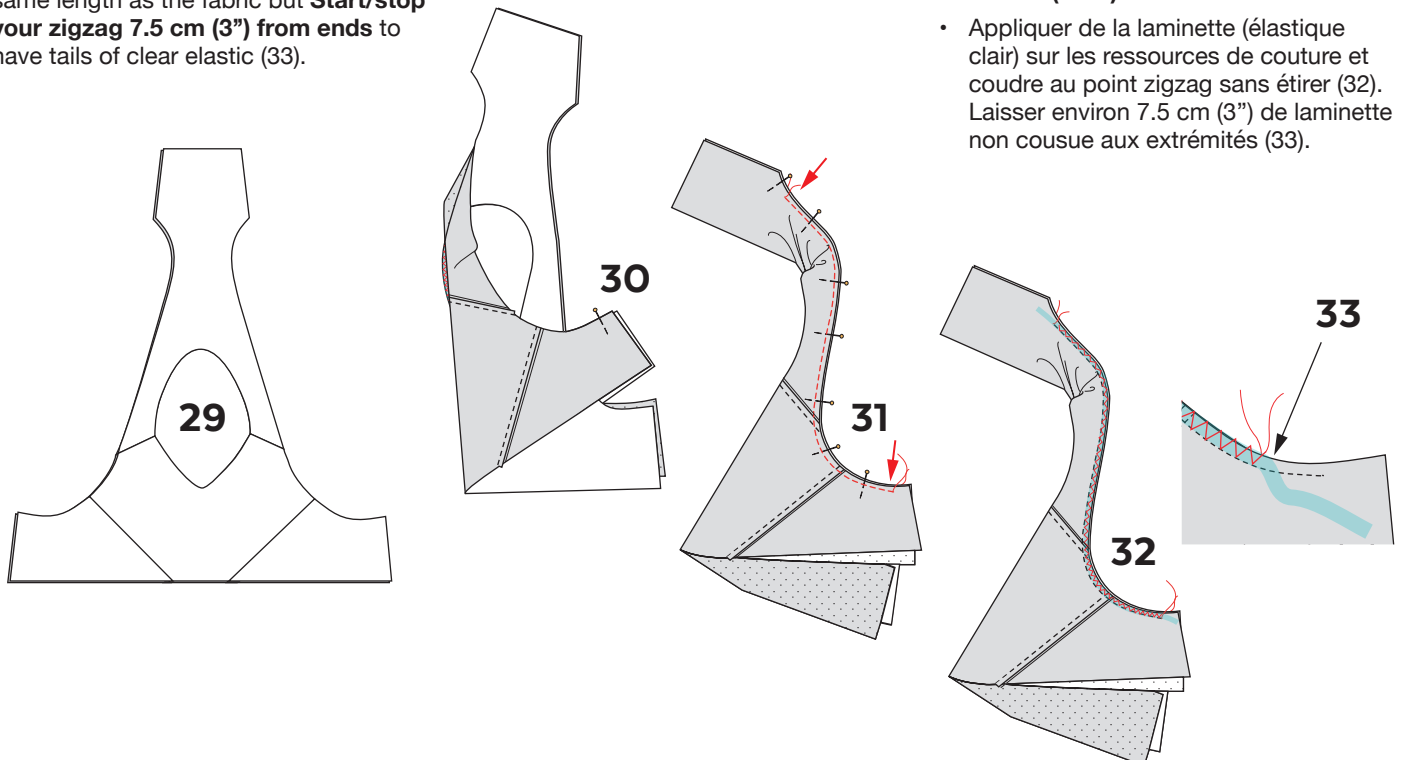 same length as the fabric but Start/stop
your zigzag 7.5 cm (3”) from ends to
have tails of clear elastic (33).
• Appliquer de la laminette (élastique
clair) sur les ressources de couture et
coudre au point zigzag sans étirer (32).
Laisser environ 7.5 cm (3”) de laminette
non cousue aux extrémités (33).
29
30
31
32
33